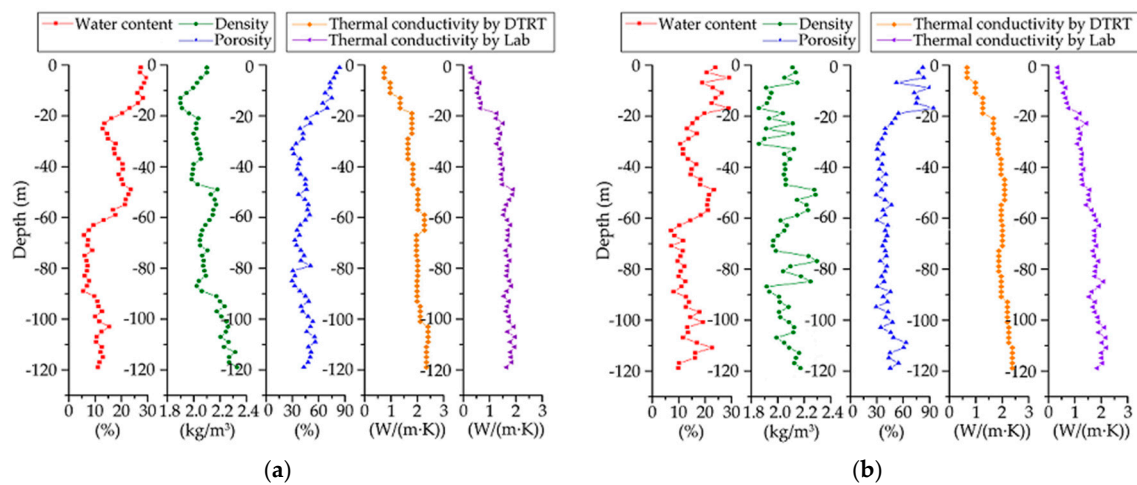 Water content
Density
Porosity
Thermal conductivity by DTRT
Thermal conductivity by Lab
Depth (m)
0 0 0 0 0
-20 -20 -20 -20 -20
-40 -40 -40 -40 -40
-60 -60 -60 -60 -60
-80 -80 -80 -80 -80
-100 -100 -100 -100 -100
-120 -120 -120 -120 -120
0 10 20 30
1.8 2.0 2.2 2.4
0 30 60 90
0 1 2 3
0 1 2 3
(%) (kg/m³) (%) (W/(m·K)) (W/(m·K))
(a)
Water content
Density
Porosity
Thermal conductivity by DTRT
Thermal conductivity by Lab
Depth (m)
0 0 0 0 0
-20 -20 -20 -20 -20
-40 -40 -40 -40 -40
-60 -60 -60 -60 -60
-80 -80 -80 -80 -80
-100 -100 -100 -100 -100
-120 -120 -120 -120 -120
0 10 20 30
1.8 2.0 2.2 2.4
0 30 60 90
0 1 2 3
0 1 2 3
(%) (kg/m³) (%) (W/(m·K)) (W/(m·K))
(b)